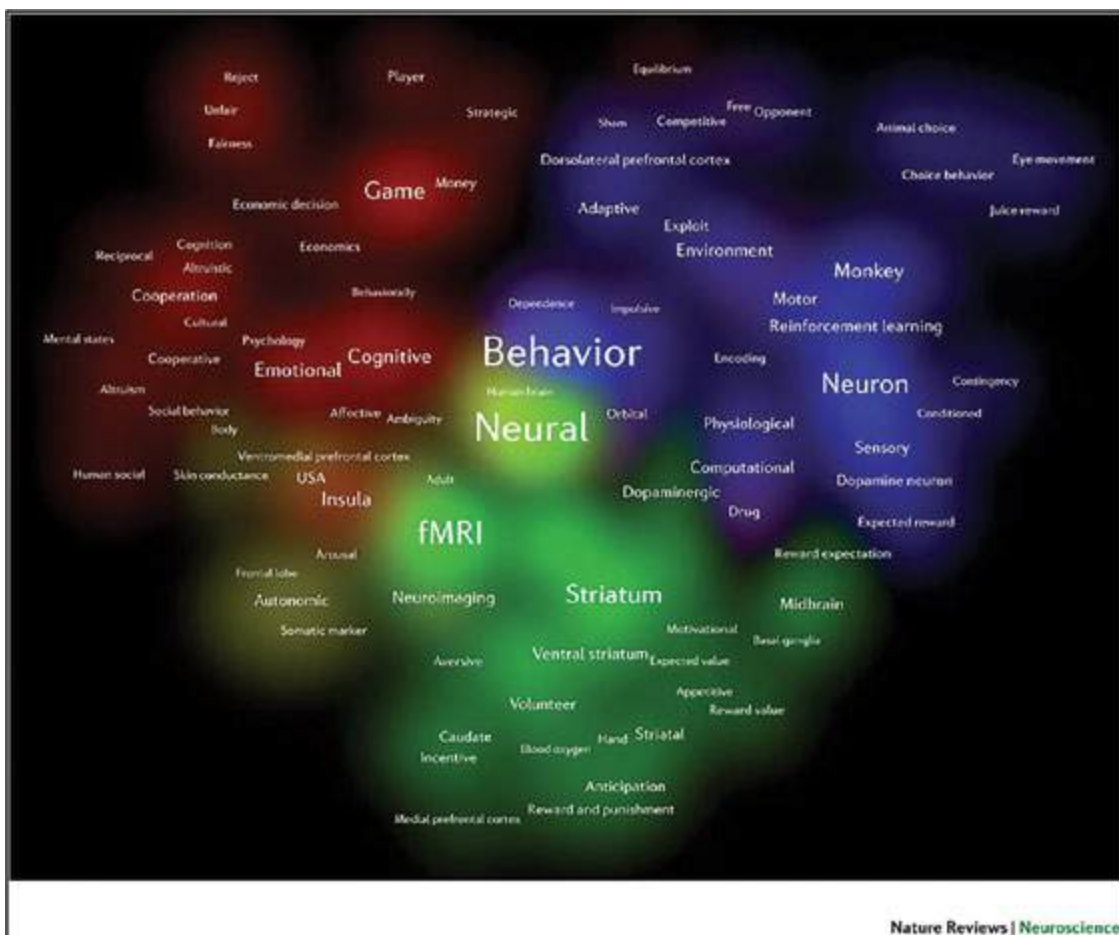 Equilibrium
Reject
Player
Unfair
Strategic
Free
Opponent
Sham
Competitive
Animal choice
Fairness
Dorsolateral prefrontal cortex
Eye movement
Choice behavior
Game
Money
Economic decision
Adaptive
Juice reward
Exploit
Cognition
Economics
Environment
Reciprocal
Altruistic
Monkey
Cooperation
Behaviorally
Motor
Dependence
Impulsive
Cultural
Reinforcement learning
Mental states
Psychology
Behavior
Cooperative
Cognitive
Encoding
Emotional
Neuron
Contingency
Altruism
Human brain
Social behavior
Affective
Ambiguity
Neural
Orbital
Conditioned
Body
Physiological
Sensory
Ventromedial prefrontal cortex
Human social
Skin conductance
USA
Adult
Computational
Dopamine neuron
Insula
Dopaminergic
Drug
Expected reward
fMRI
Arousal
Reward expectation
Frontal lobe
Autonomic
Neuroimaging
Striatum
Midbrain
Somatic marker
Motivational
Basal ganglia
Aversive
Ventral striatum
Expected value
Appetitive
Volunteer
Reward value
Caudate
Hand
Striatal
Blood oxygen
Incentive
Anticipation
Reward and punishment
Medial prefrontal cortex
Nature Reviews | Neuroscience